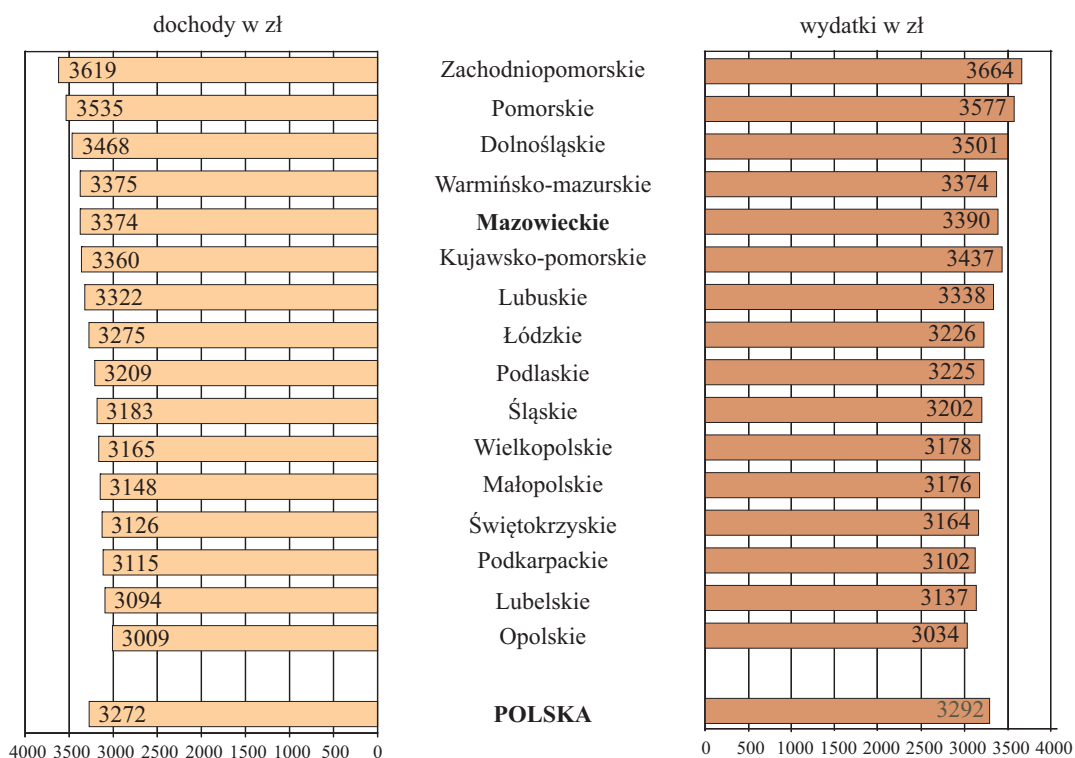 dochody w zł wydatki w zł
3619 Zachodniopomorskie 3664
3535 Pomorskie 3577
3468 Dolnośląskie 3501
3375 Warmińsko-mazurskie 3374
3374 Mazowieckie 3390
3360 Kujawsko-pomorskie 3437
3322 Lubuskie 3338
3275 Łódzkie 3226
3209 Podlaskie 3225
3183 Śląskie 3202
3165 Wielkopolskie 3178
3148 Małopolskie 3176
3126 Świętokrzyskie 3164
3115 Podkarpackie 3102
3094 Lubelskie 3137
3009 Opolskie 3034
3272 POLSKA 3292
4000 3500 3000 2500 2000 1500 1000 500 0 0 500 1000 1500 2000 2500 3000 3500 4000